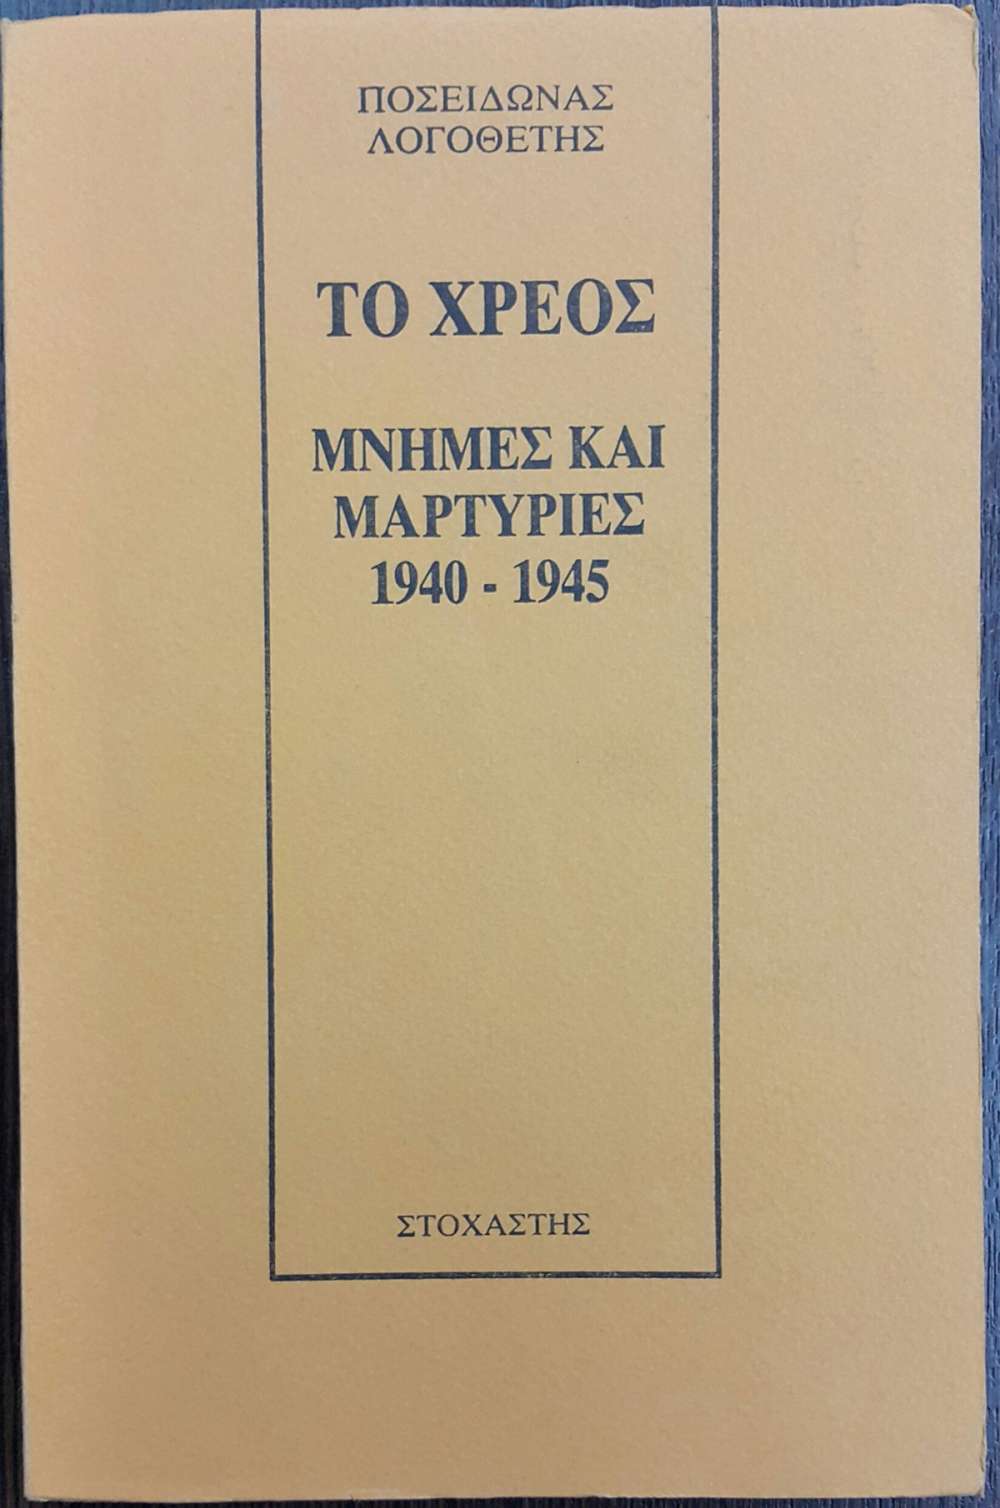 ΠΟΣΕΙΔΩΝΑΣ
ΛΟΓΟΘΕΤΗΣ
ΤΟ ΧΡΕΟΣ
ΜΝΗΜΕΣ ΚΑΙ
ΜΑΡΤΥΡΙΕΣ
1940 - 1945
ΣΤΟΧΑΣΤΗΣ